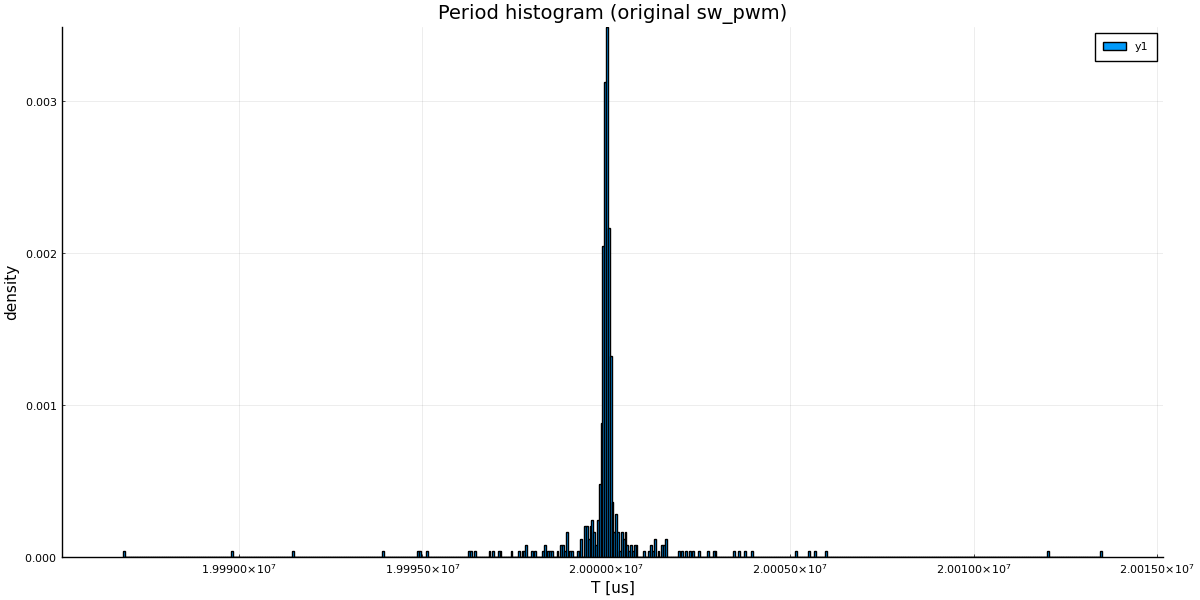 Period histogram (original sw_pwm)
y1
density
0.003
0.002
0.001
0.000
1.99900×10⁷ 1.99950×10⁷ 2.00000×10⁷ 2.00050×10⁷ 2.00100×10⁷ 2.00150×10⁷
T [us]